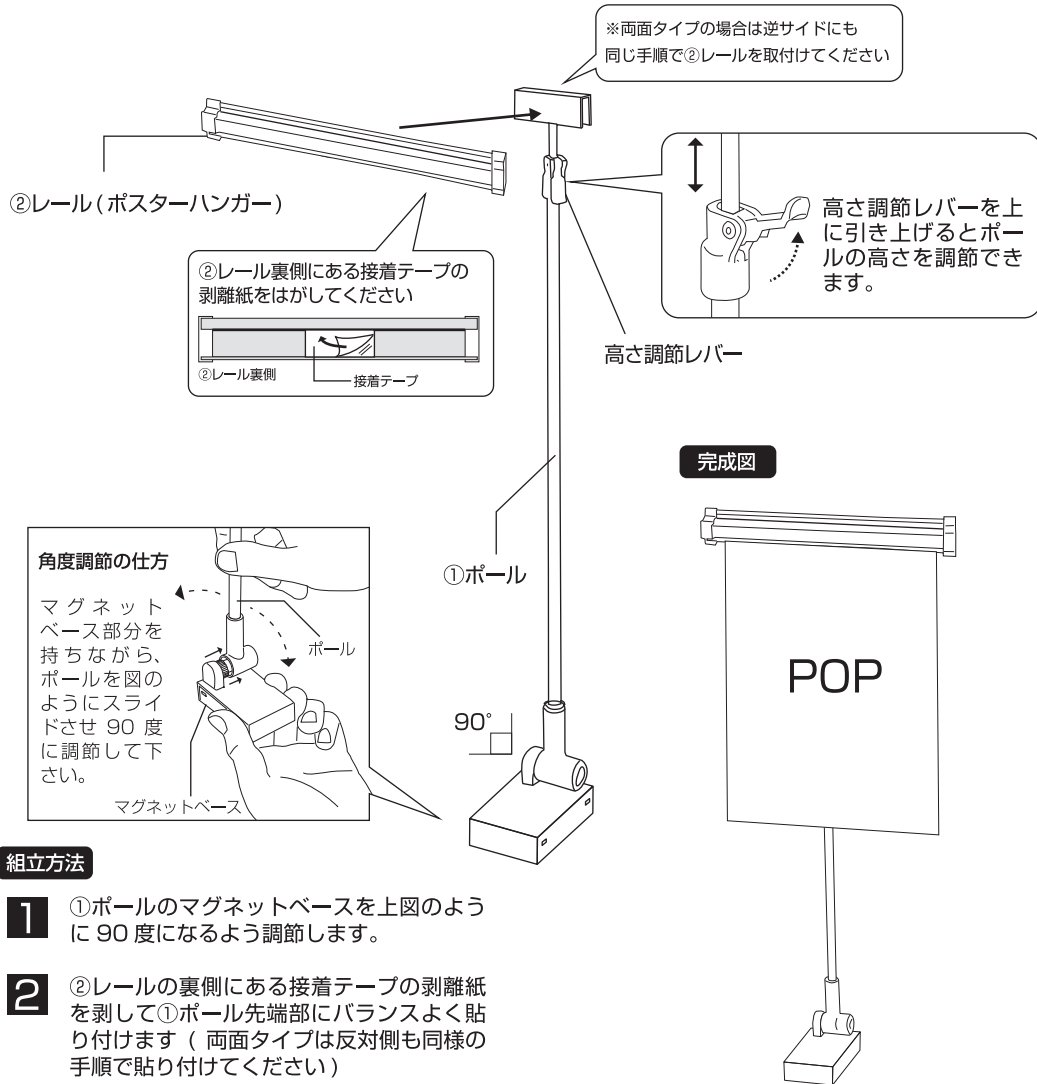 ※両面タイプの場合は逆サイドにも
同じ手順で②レールを取付けてください
②レール(ポスターハンガー)
高さ調節レバーを上
に引き上げるとポー
ルの高さを調節でき
ます。
②レール裏側にある接着テープの
剥離紙をはがしてください
②レール裏側
接着テープ
高さ調節レバー
完成図
角度調節の仕方
マグネット
ベース部分を
持ちながら、
ポールを図の
ようにスライ
ドさせ 90 度
に調節して下
さい。
ポール
マグネットベース
①ポール
90°
POP
組立方法
1
①ポールのマグネットベースを上図のよう
に 90 度になるよう調節します。
2
②レールの裏側にある接着テープの剥離紙
を剥して①ポール先端部にバランスよく貼
り付けます ( 両面タイプは反対側も同様の
手順で貼り付けてください )